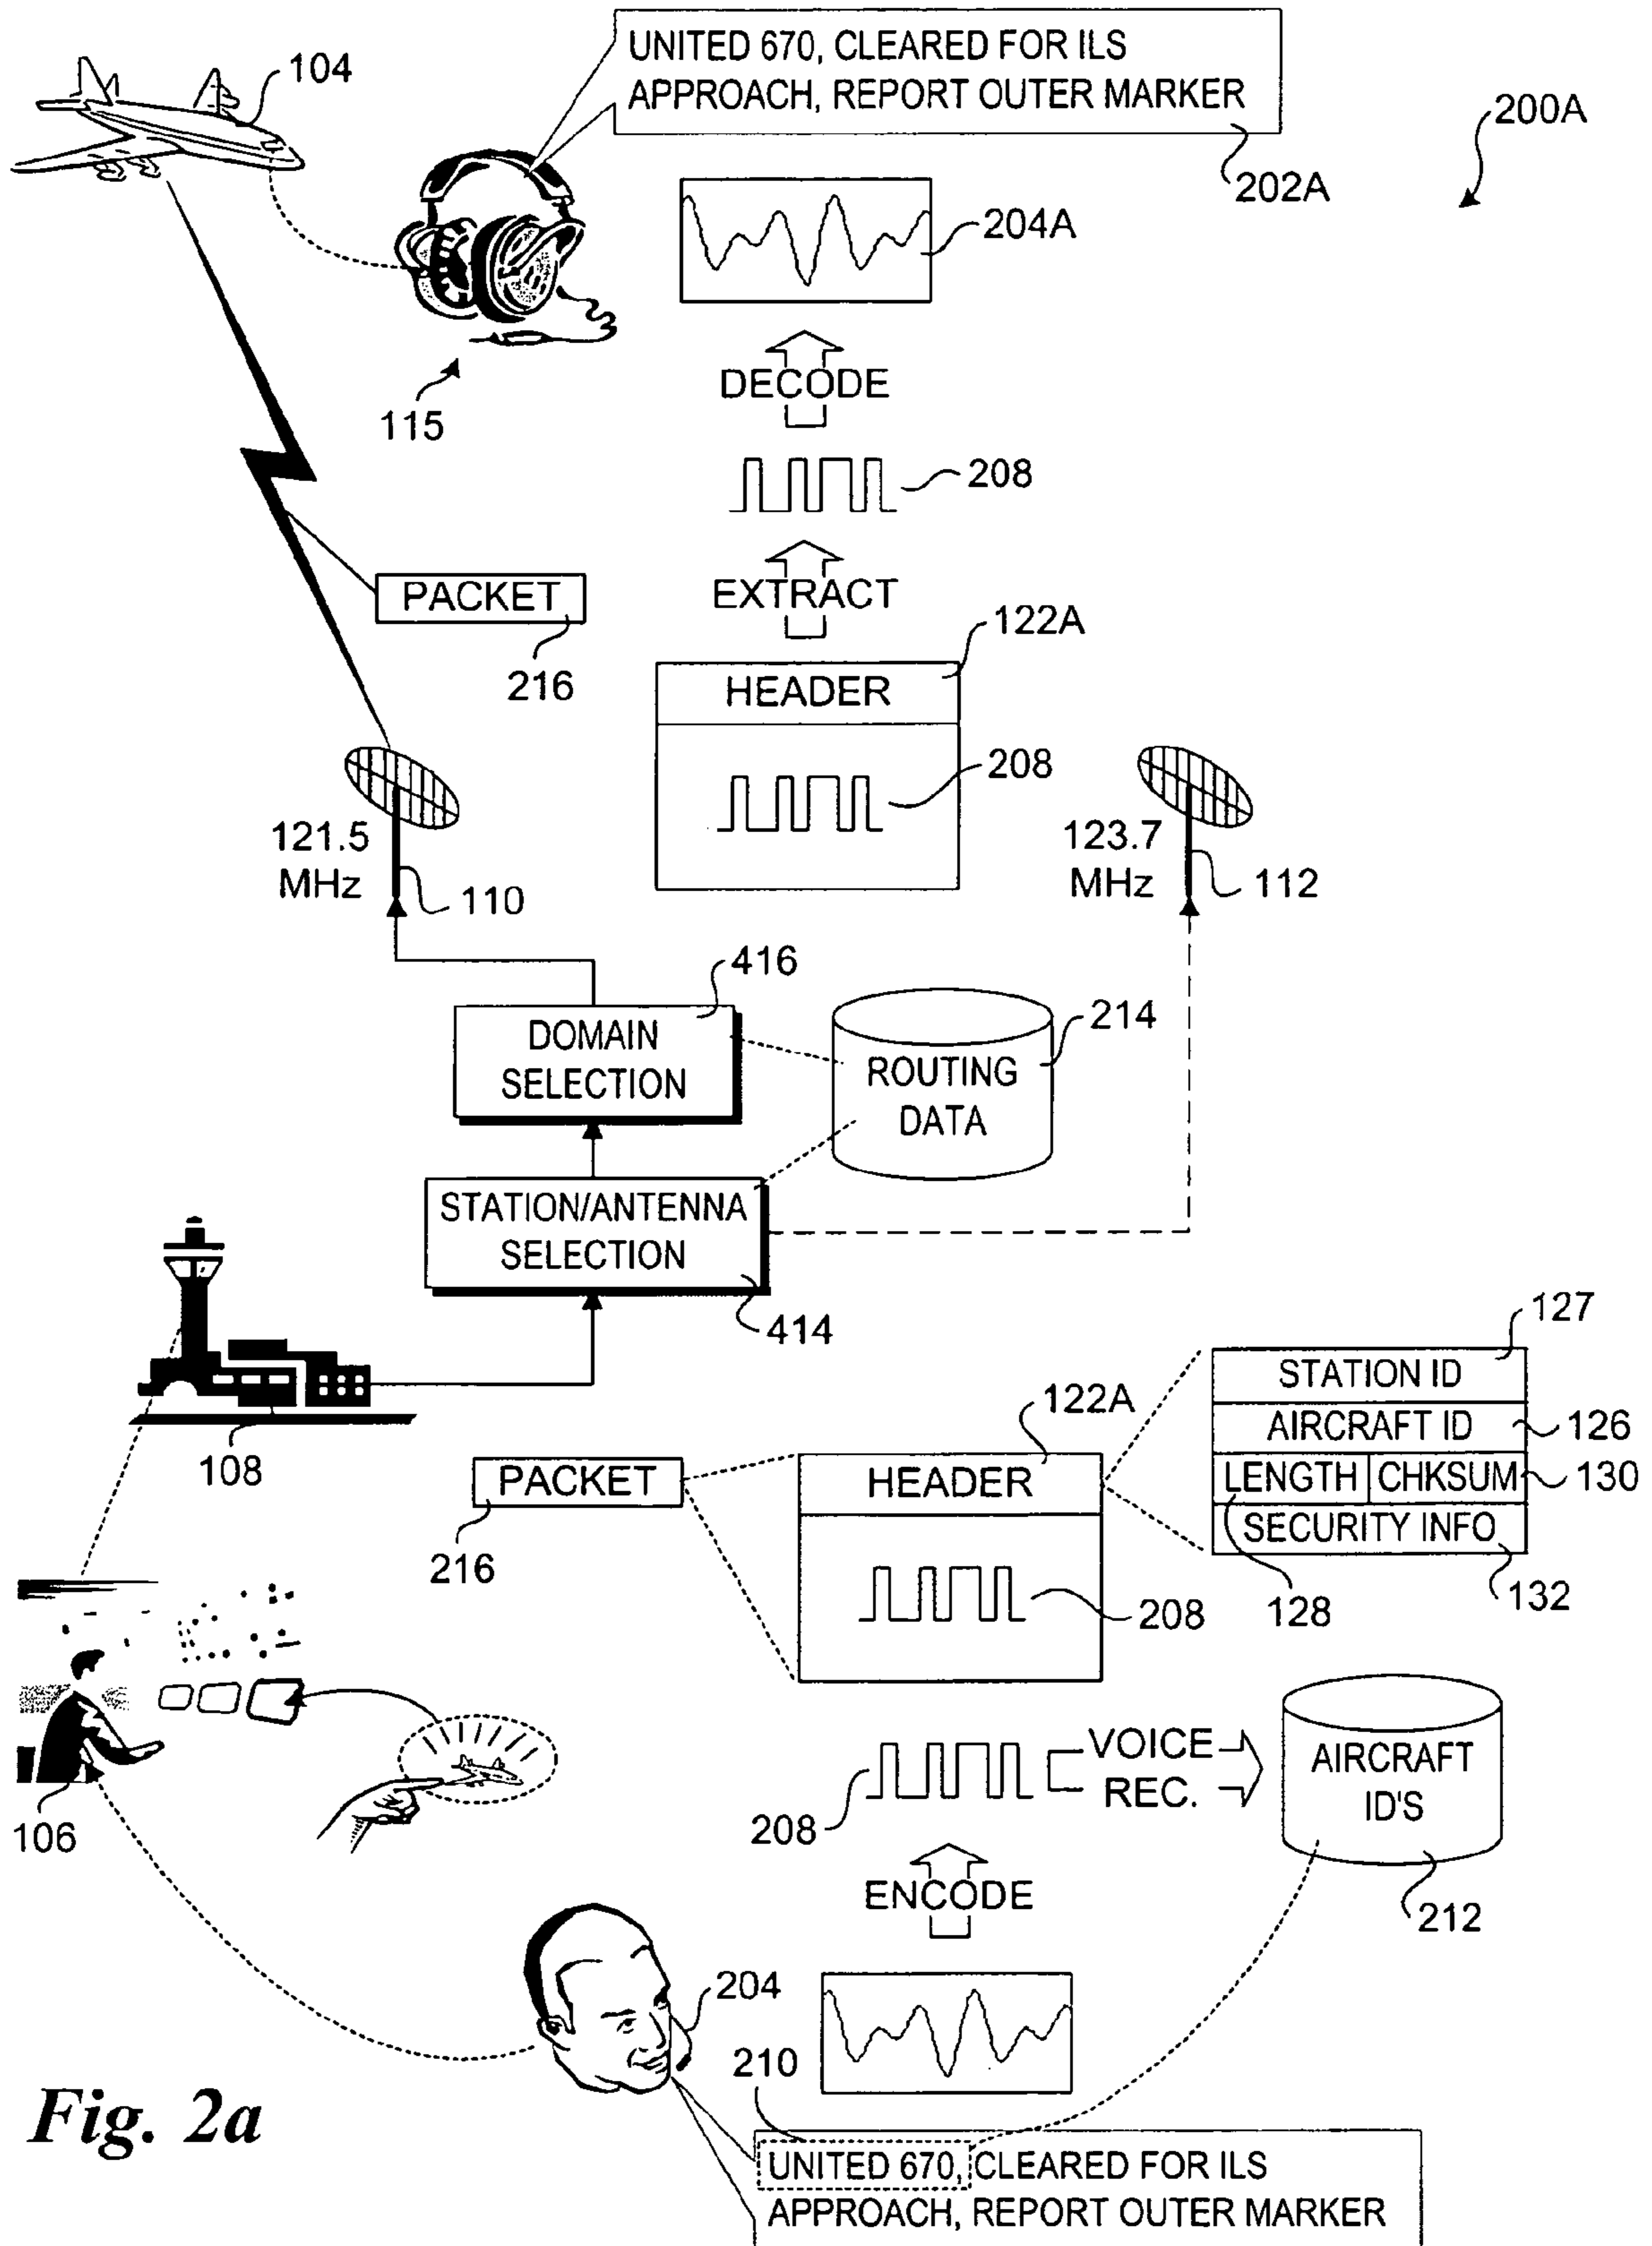 UNITED 670, CLEARED FOR ILS
APPROACH, REPORT OUTER MARKER
104
200A
202A
204A
DECODE
115
208
EXTRACT
PACKET
216
122A
HEADER
208
121.5
MHz
110
123.7
MHz
112
416
DOMAIN
SELECTION
214
ROUTING
DATA
STATION/ANTENNA
SELECTION
414
127
STATION ID
AIRCRAFT ID
126
LENGTH
CHKSUM
130
SECURITY INFO
128
132
122A
108
PACKET
216
HEADER
208
106
208
VOICE
REC.
AIRCRAFT
ID'S
212
ENCODE
204
210
Fig. 2a
UNITED 670, CLEARED FOR ILS
APPROACH, REPORT OUTER MARKER